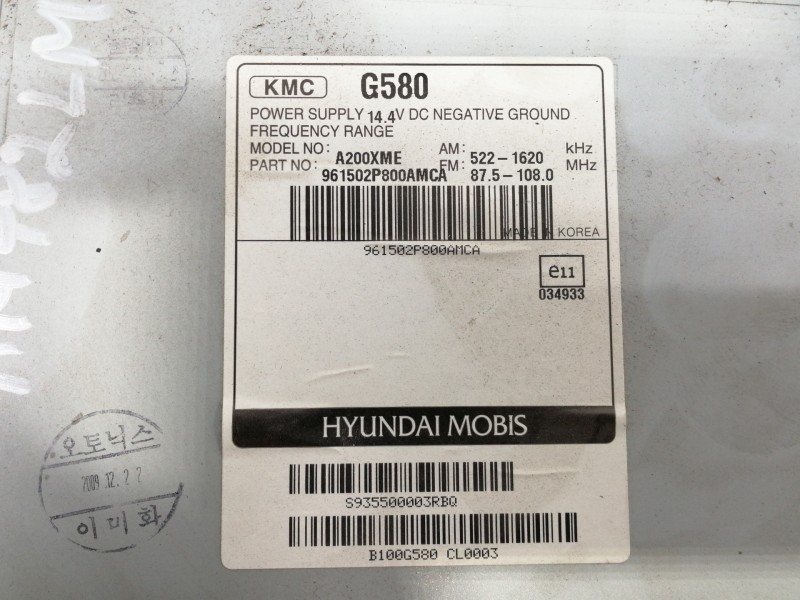 KMC G580
POWER SUPPLY 14.4V DC NEGATIVE GROUND
FREQUENCY RANGE
MODEL NO: A200XME AM: 522-1620 kHz
PART NO: 961502P800AMCA FM: 87.5-108.0 MHz
MADE IN KOREA
961502P800AMCA
e11
034933
HYUNDAI MOBIS
S935500003RBQ
B100G580 CL0003
오토닉스
2009.12.22
이미화